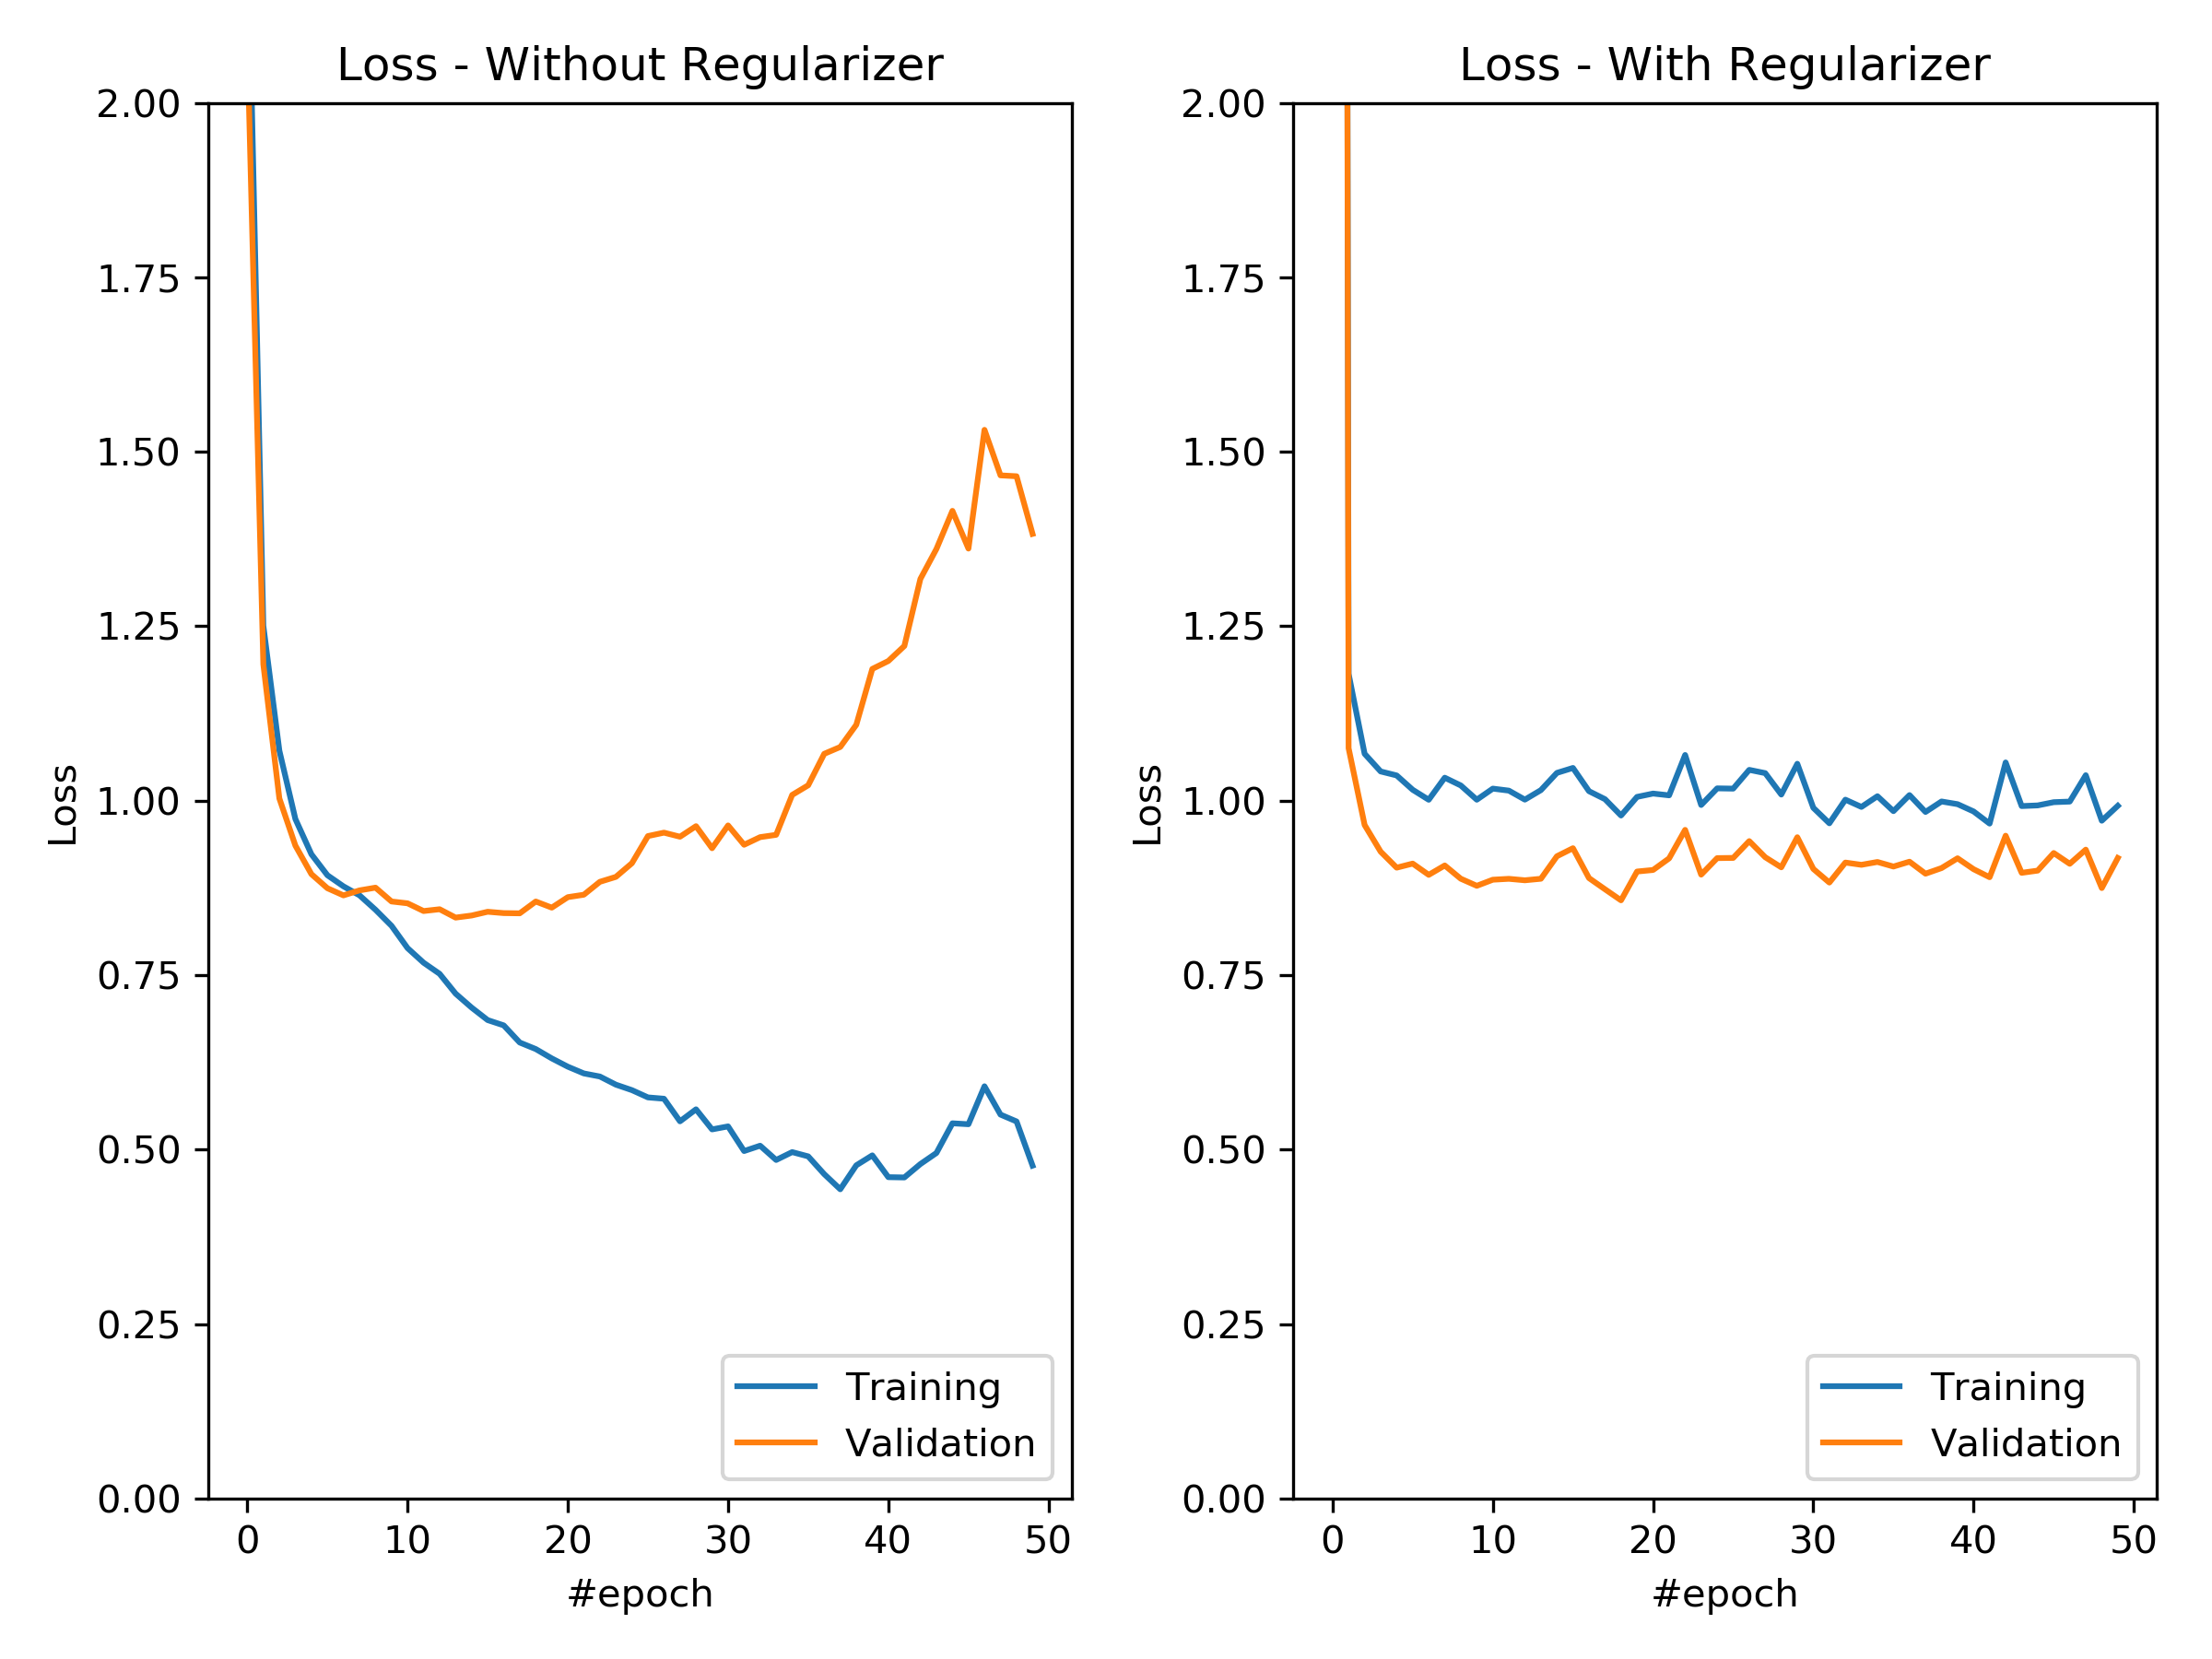 Loss - Without Regularizer
2.00
1.75
1.50
1.25
1.00
0.75
0.50
0.25
0.00
Loss
0 10 20 30 40 50
#epoch
Training
Validation
Loss - With Regularizer
2.00
1.75
1.50
1.25
1.00
0.75
0.50
0.25
0.00
Loss
0 10 20 30 40 50
#epoch
Training
Validation